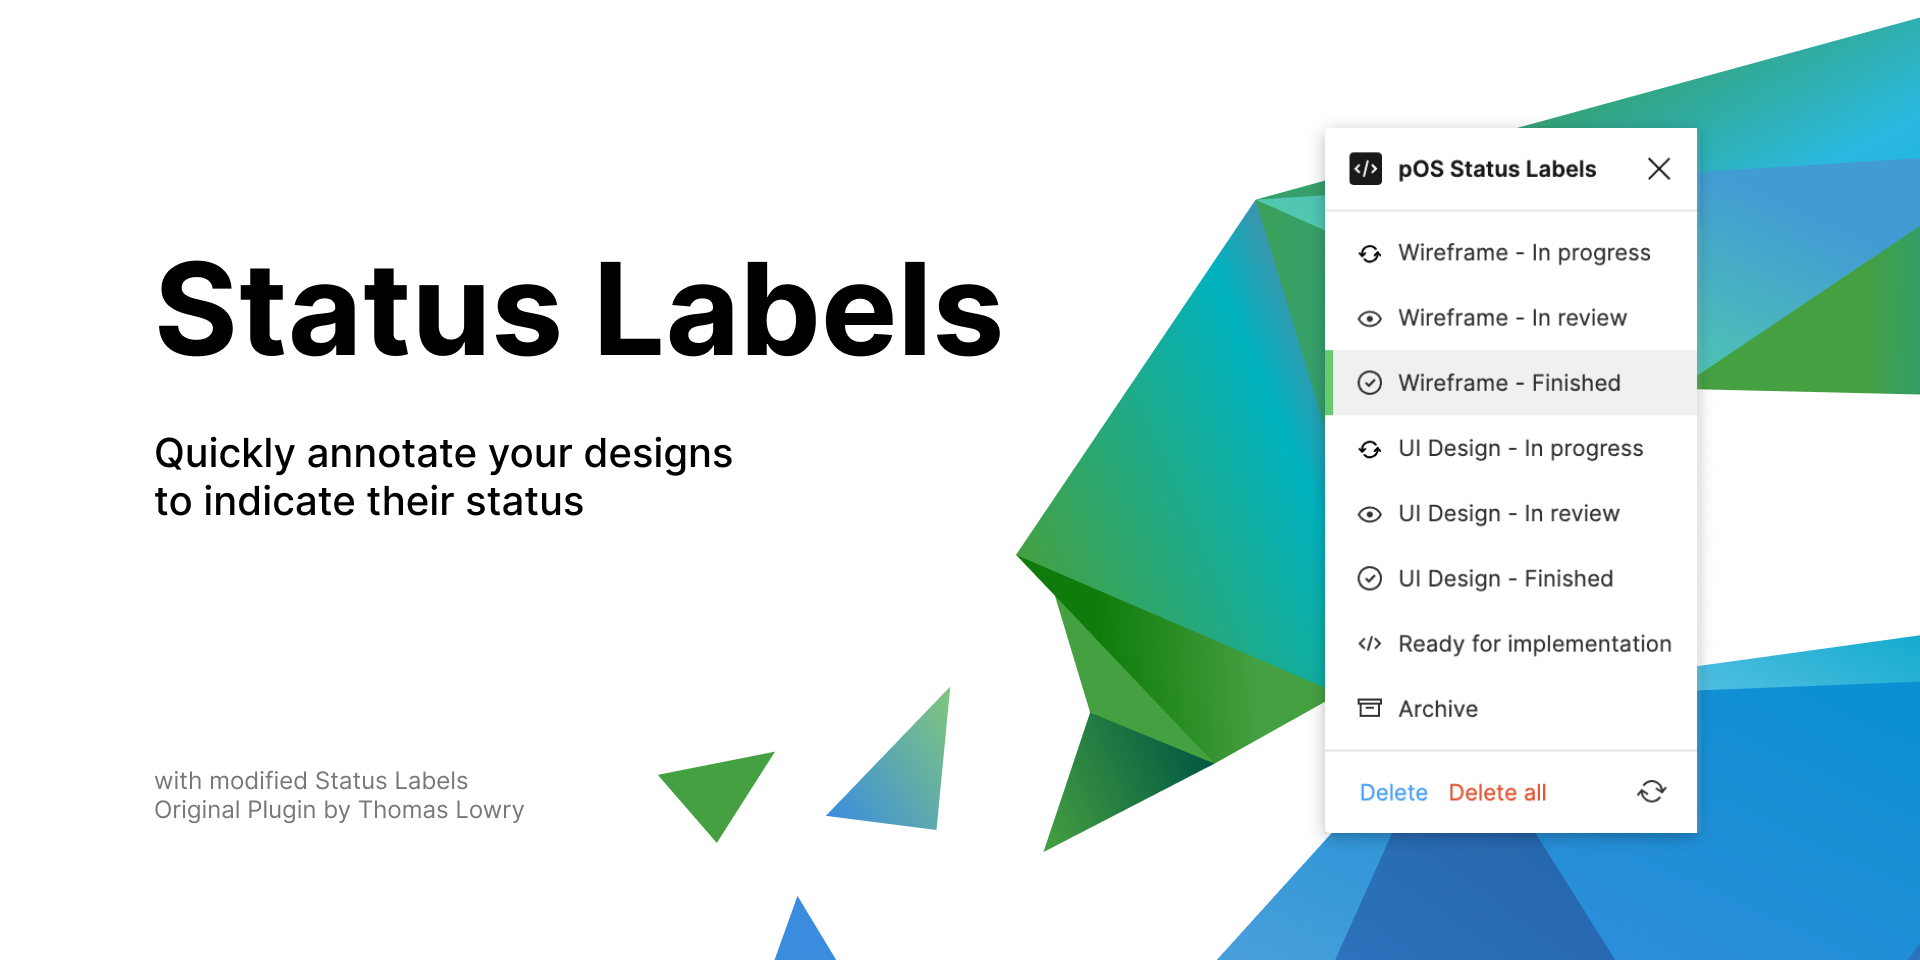 Status Labels
Quickly annotate your designs
to indicate their status
with modified Status Labels
Original Plugin by Thomas Lowry
pOS Status Labels
Wireframe - In progress
Wireframe - In review
Wireframe - Finished
UI Design - In progress
UI Design - In review
UI Design - Finished
Ready for implementation
Archive
Delete Delete all